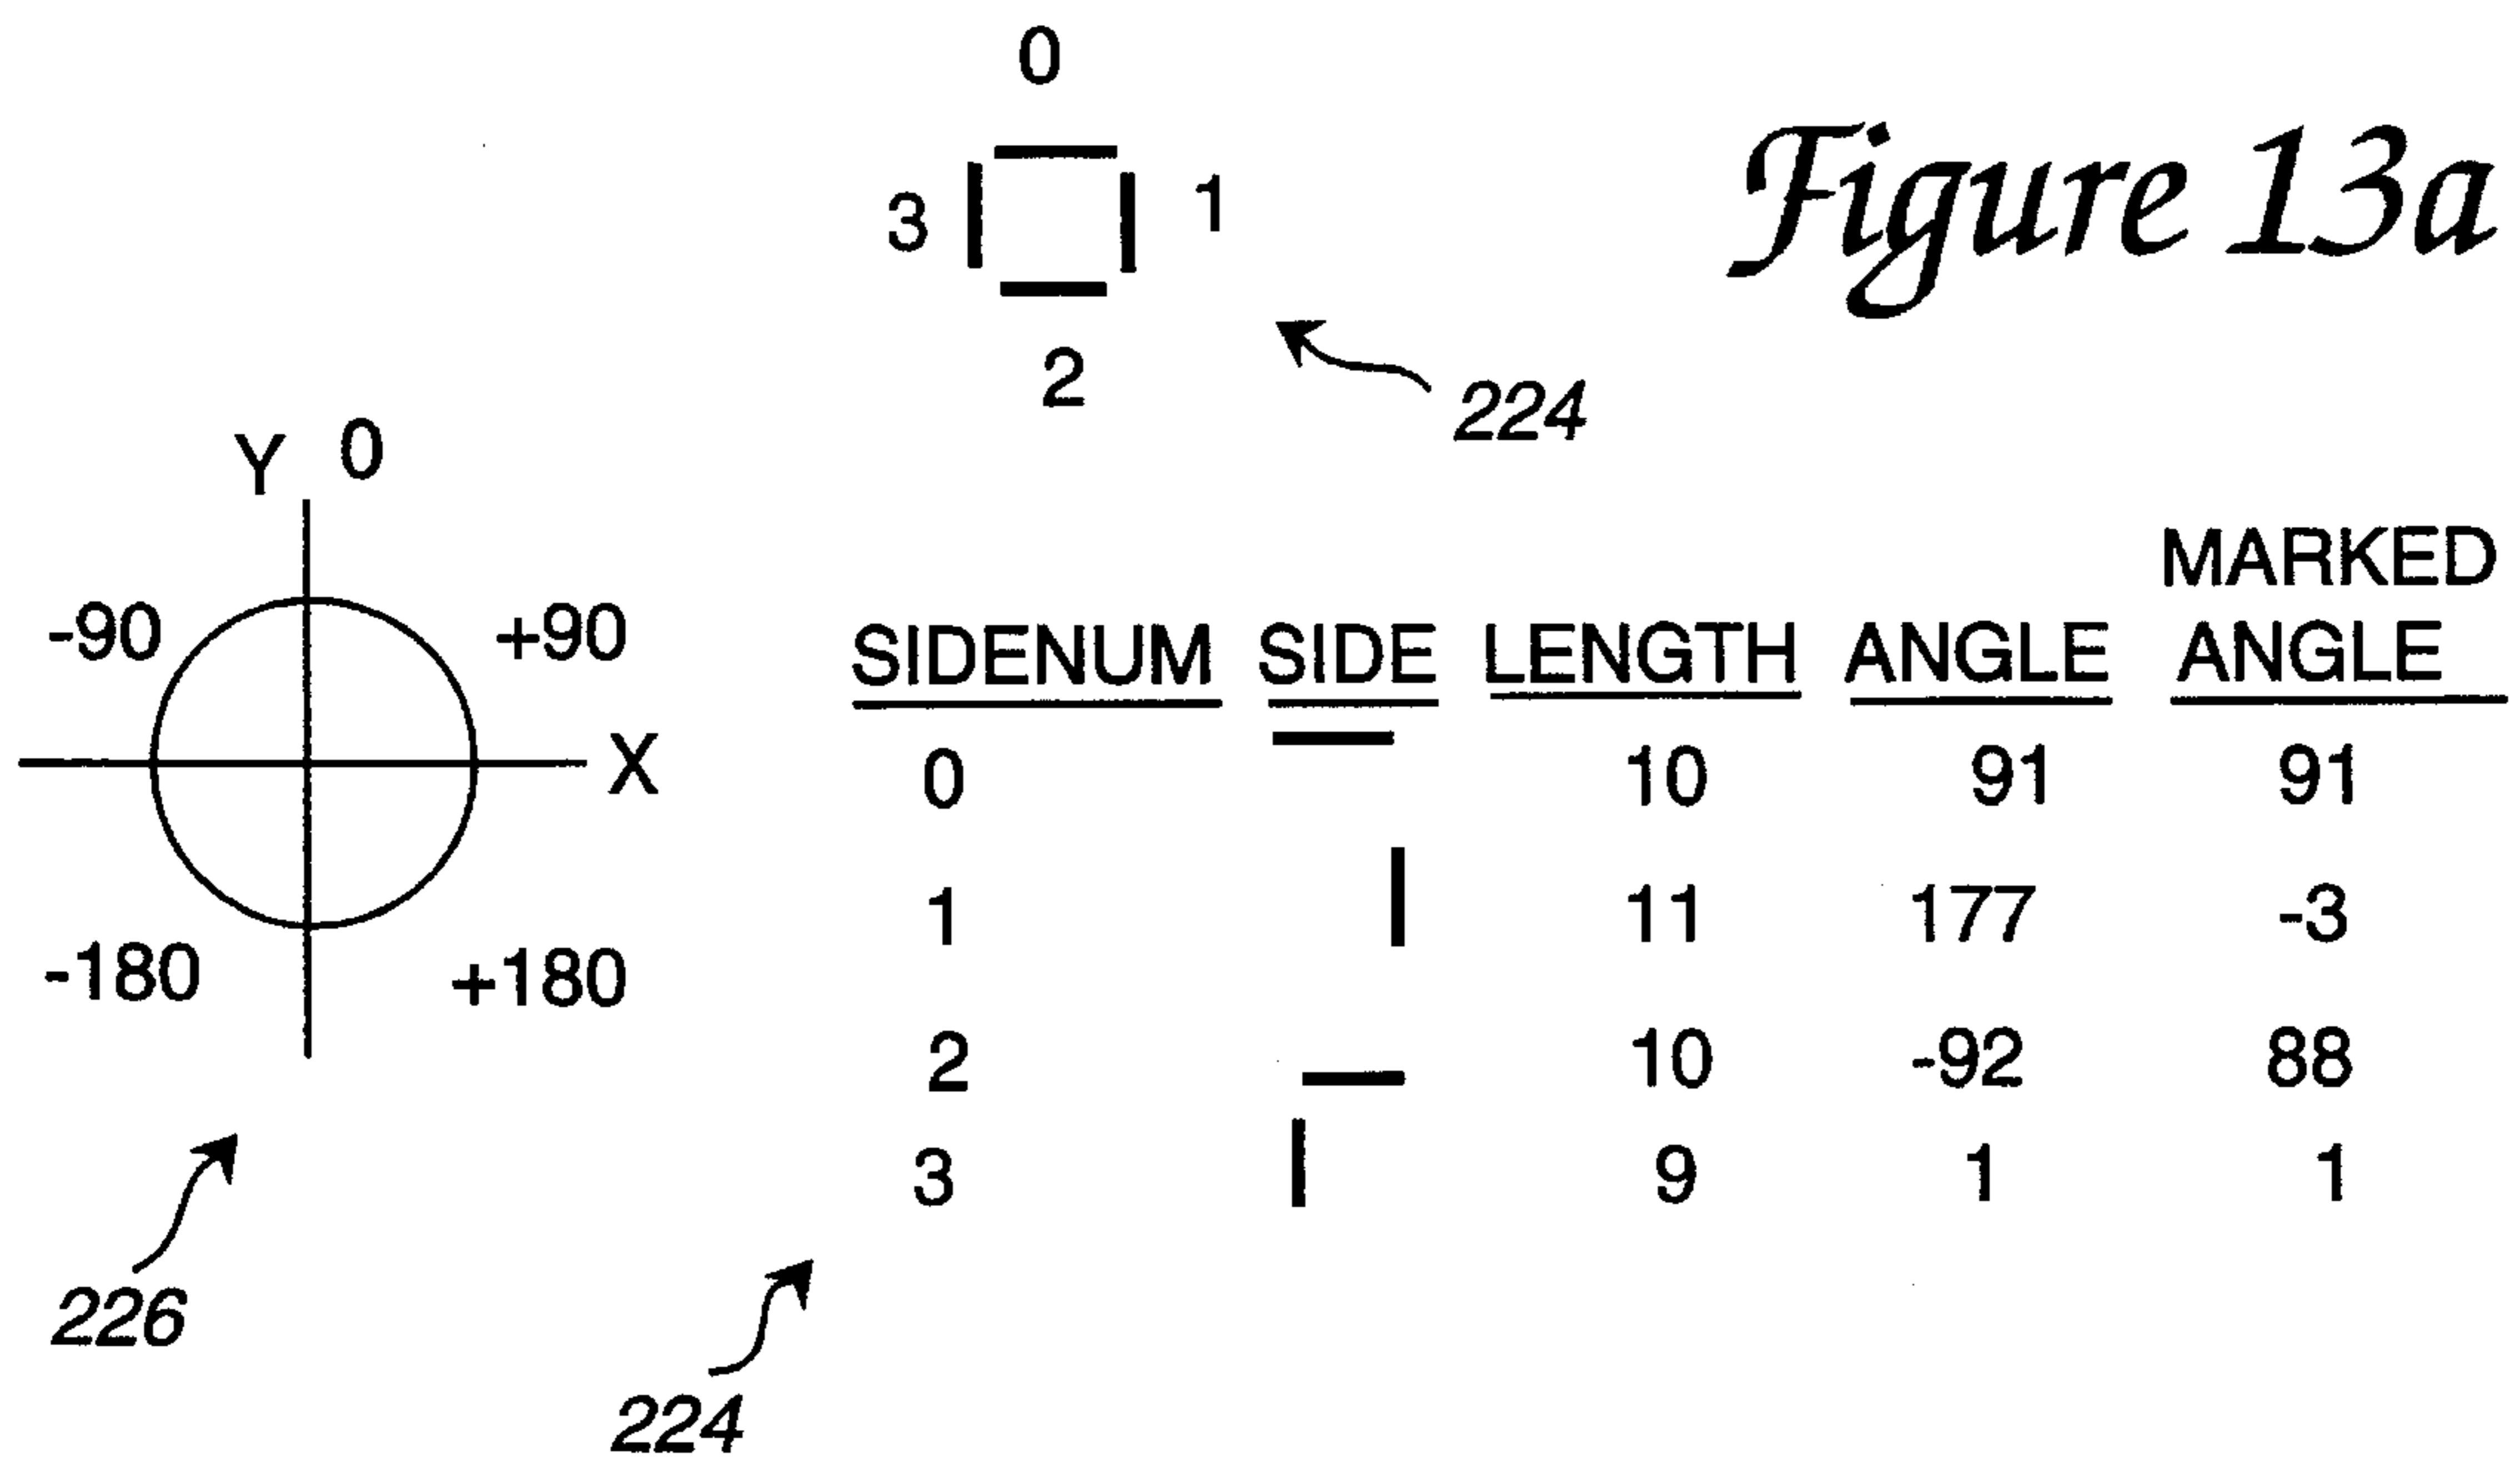 0
Figure 13a
3
1
2
224
Y 0
-90
+90
X
-180
+180
226
MARKED
SIDENUM SIDE LENGTH ANGLE ANGLE
0 10 91 91
1 11 177 -3
2 10 -92 88
3 9 1 1
224